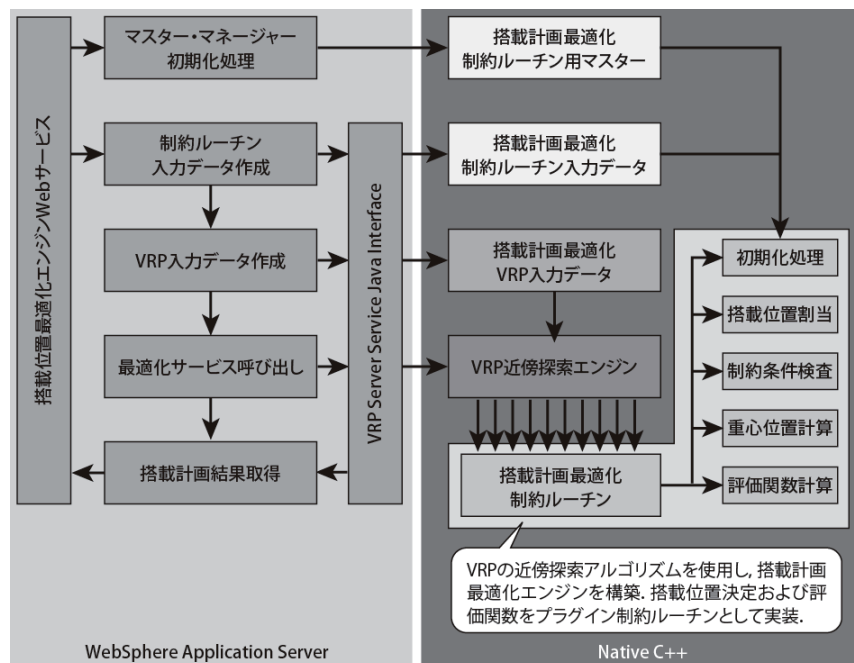 搭載位置最適化エンジンWebサービス
マスター・マネージャー
初期化処理
制約ルーチン
入力データ作成
VRP入力データ作成
最適化サービス呼び出し
搭載計画結果取得
VRP Server Service Java Interface
搭載計画最適化
制約ルーチン用マスター
搭載計画最適化
制約ルーチン入力データ
搭載計画最適化
VRP入力データ
VRP近傍探索エンジン
搭載計画最適化
制約ルーチン
初期化処理
搭載位置割当
制約条件検査
重心位置計算
評価関数計算
VRPの近傍探索アルゴリズムを使用し, 搭載計画
最適化エンジンを構築. 搭載位置決定および評
価関数をプラグイン制約ルーチンとして実装.
WebSphere Application Server
Native C++